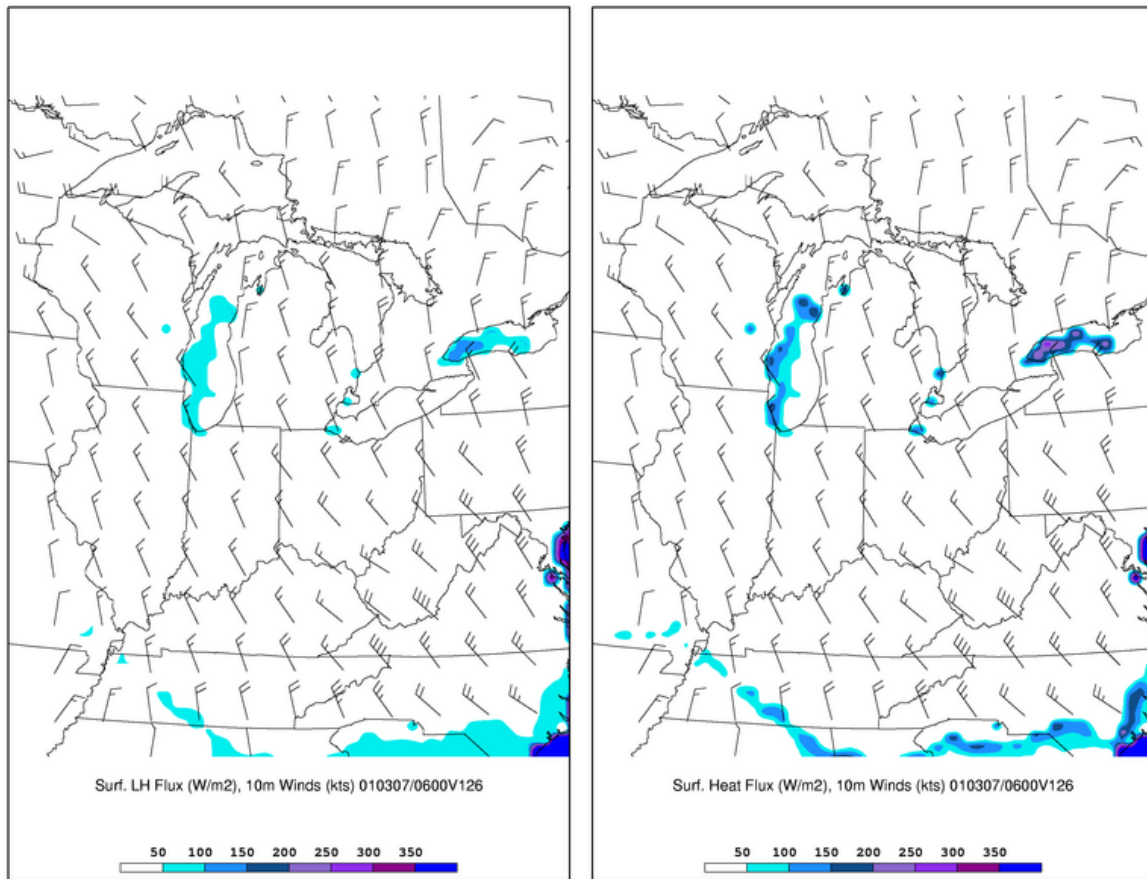 Surf. LH Flux (W/m2), 10m Winds (kts) 010307/0600V126
50 100 150 200 250 300 350
Surf. Heat Flux (W/m2), 10m Winds (kts) 010307/0600V126
50 100 150 200 250 300 350